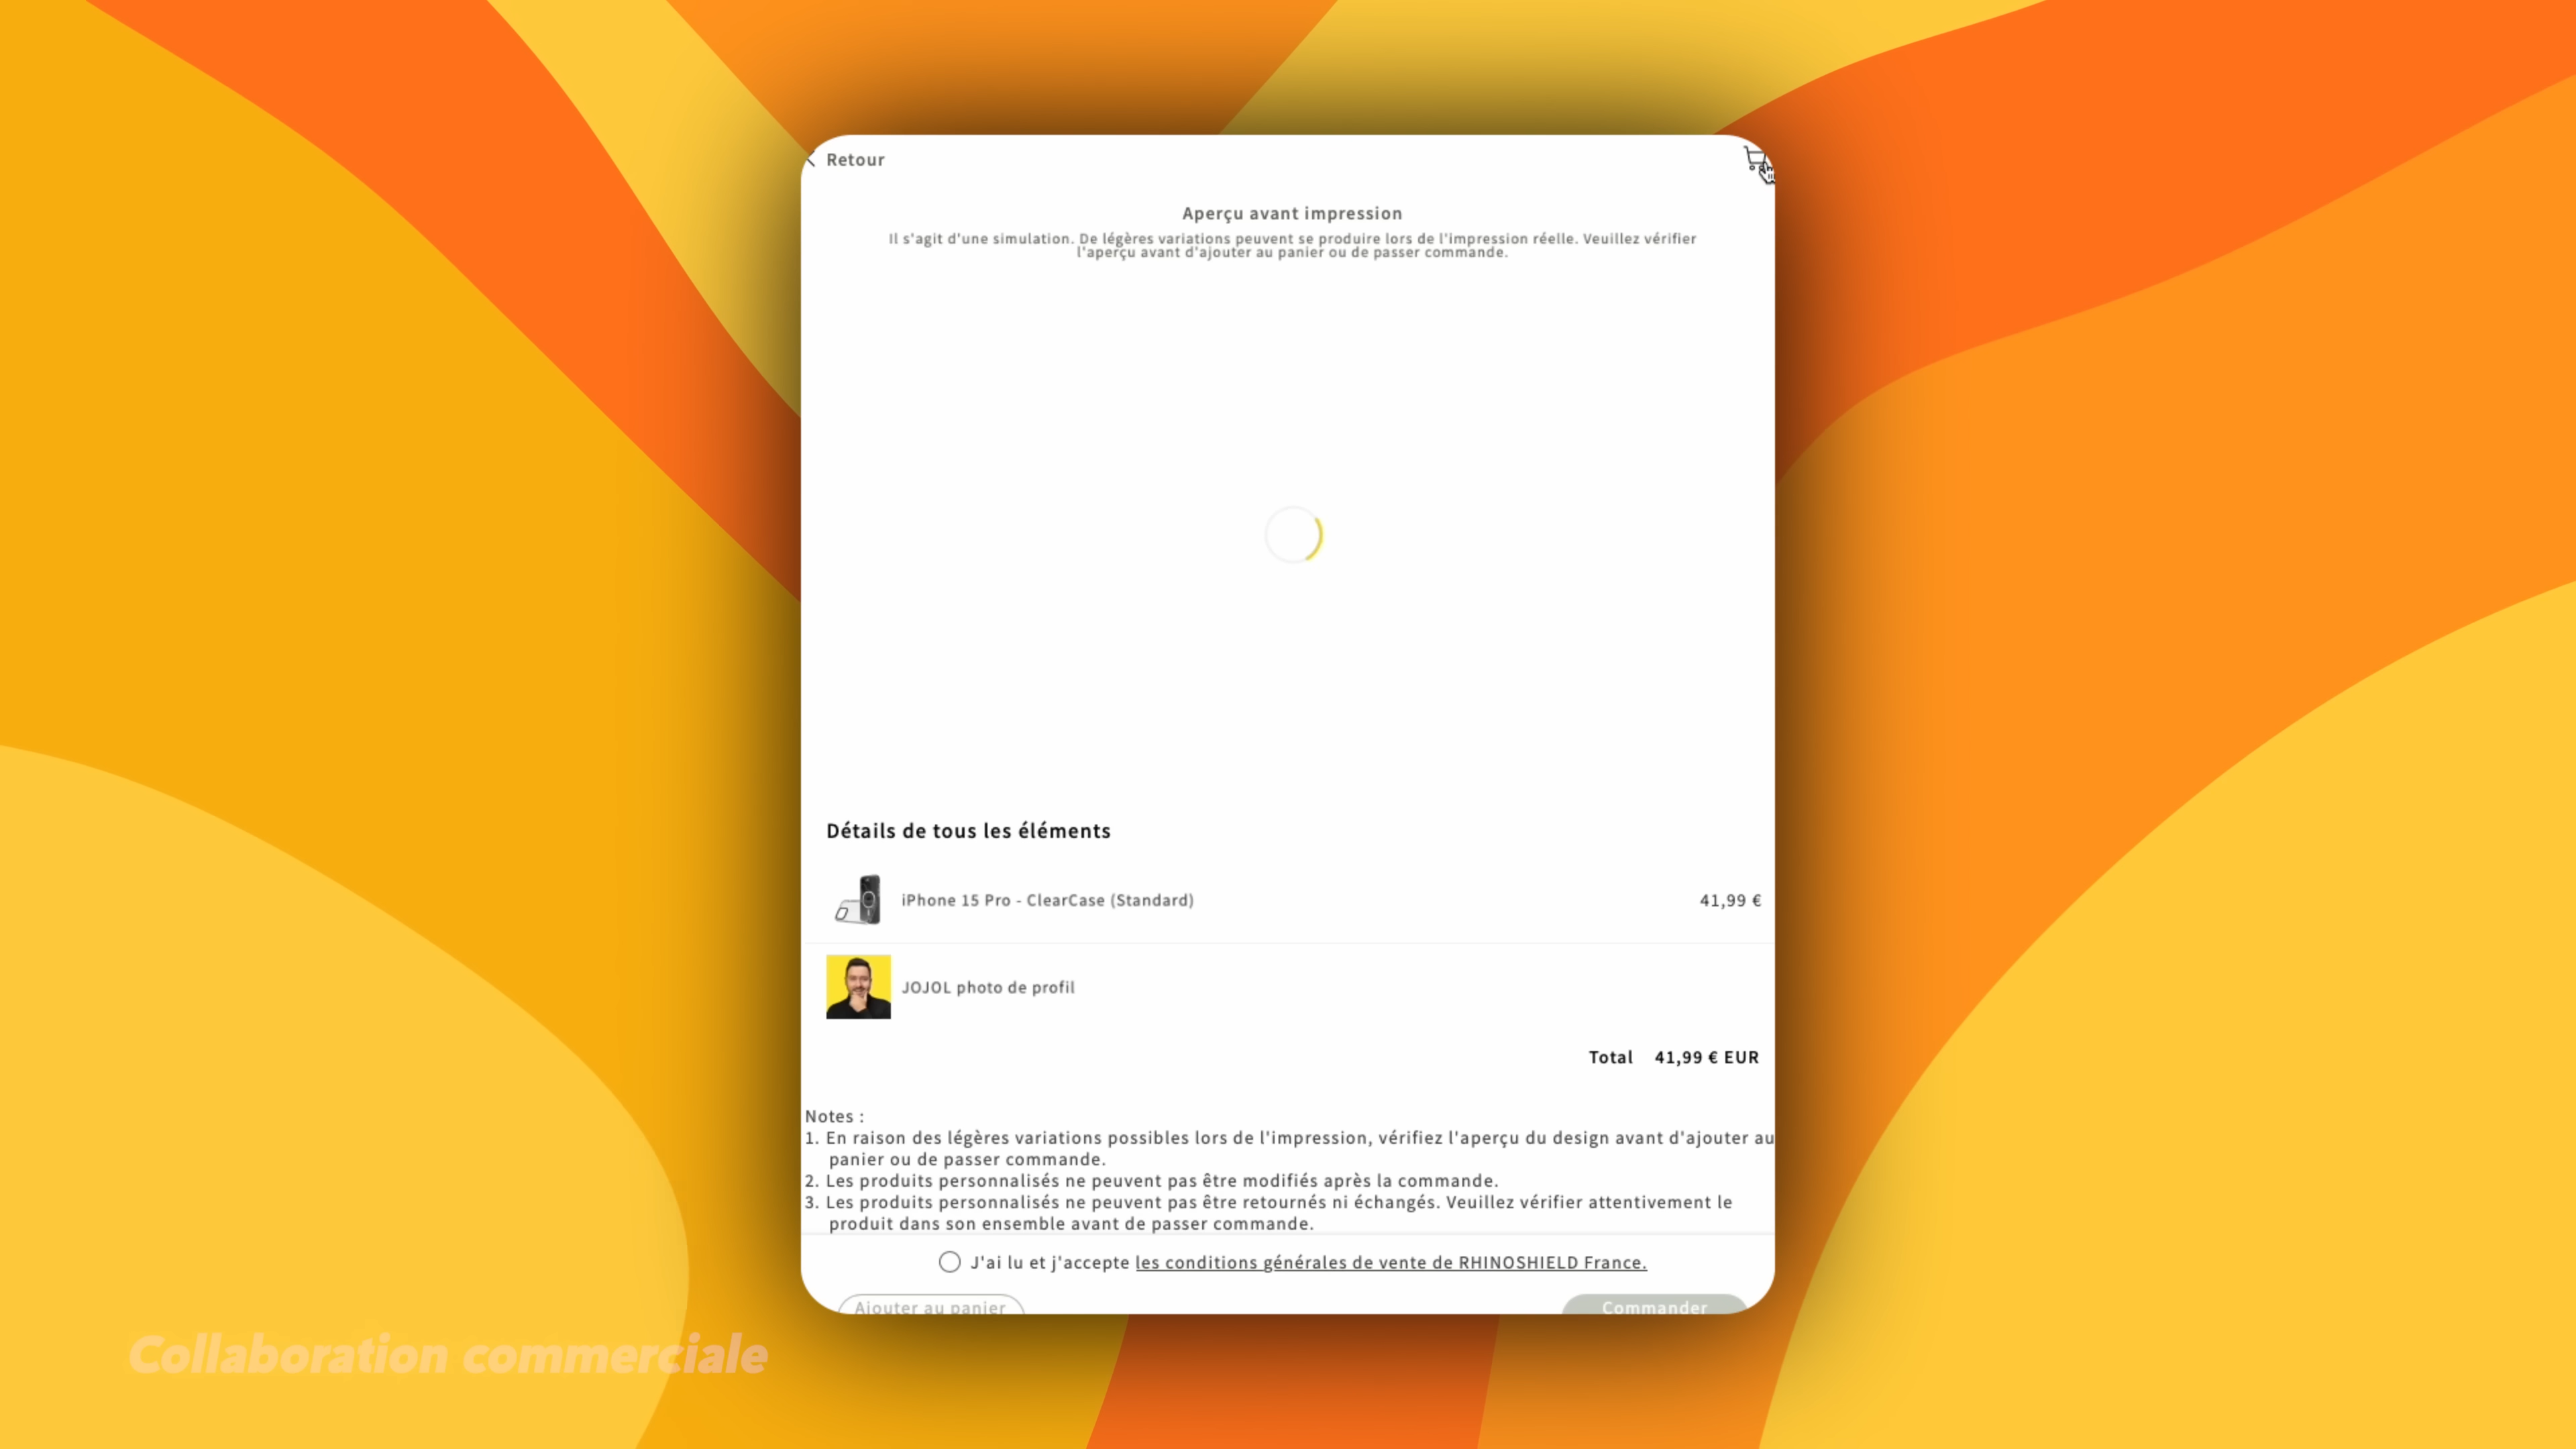 Retour
Aperçu avant impression
Il s'agit d'une simulation. De légères variations peuvent se produire lors de l'impression réelle. Veuillez vérifier
l'aperçu avant d'ajouter au panier ou de passer commande.
Détails de tous les éléments
iPhone 15 Pro - ClearCase (Standard) 41,99 €
JOJOL photo de profil
Total 41,99 € EUR
Notes :
1. En raison des légères variations possibles lors de l'impression, vérifiez l'aperçu du design avant d'ajouter au
panier ou de passer commande.
2. Les produits personnalisés ne peuvent pas être modifiés après la commande.
3. Les produits personnalisés ne peuvent pas être retournés ni échangés. Veuillez vérifier attentivement le
produit dans son ensemble avant de passer commande.
J'ai lu et j'accepte les conditions générales de vente de RHINOSHIELD France.
Ajouter au panier Commander
Collaboration commerciale